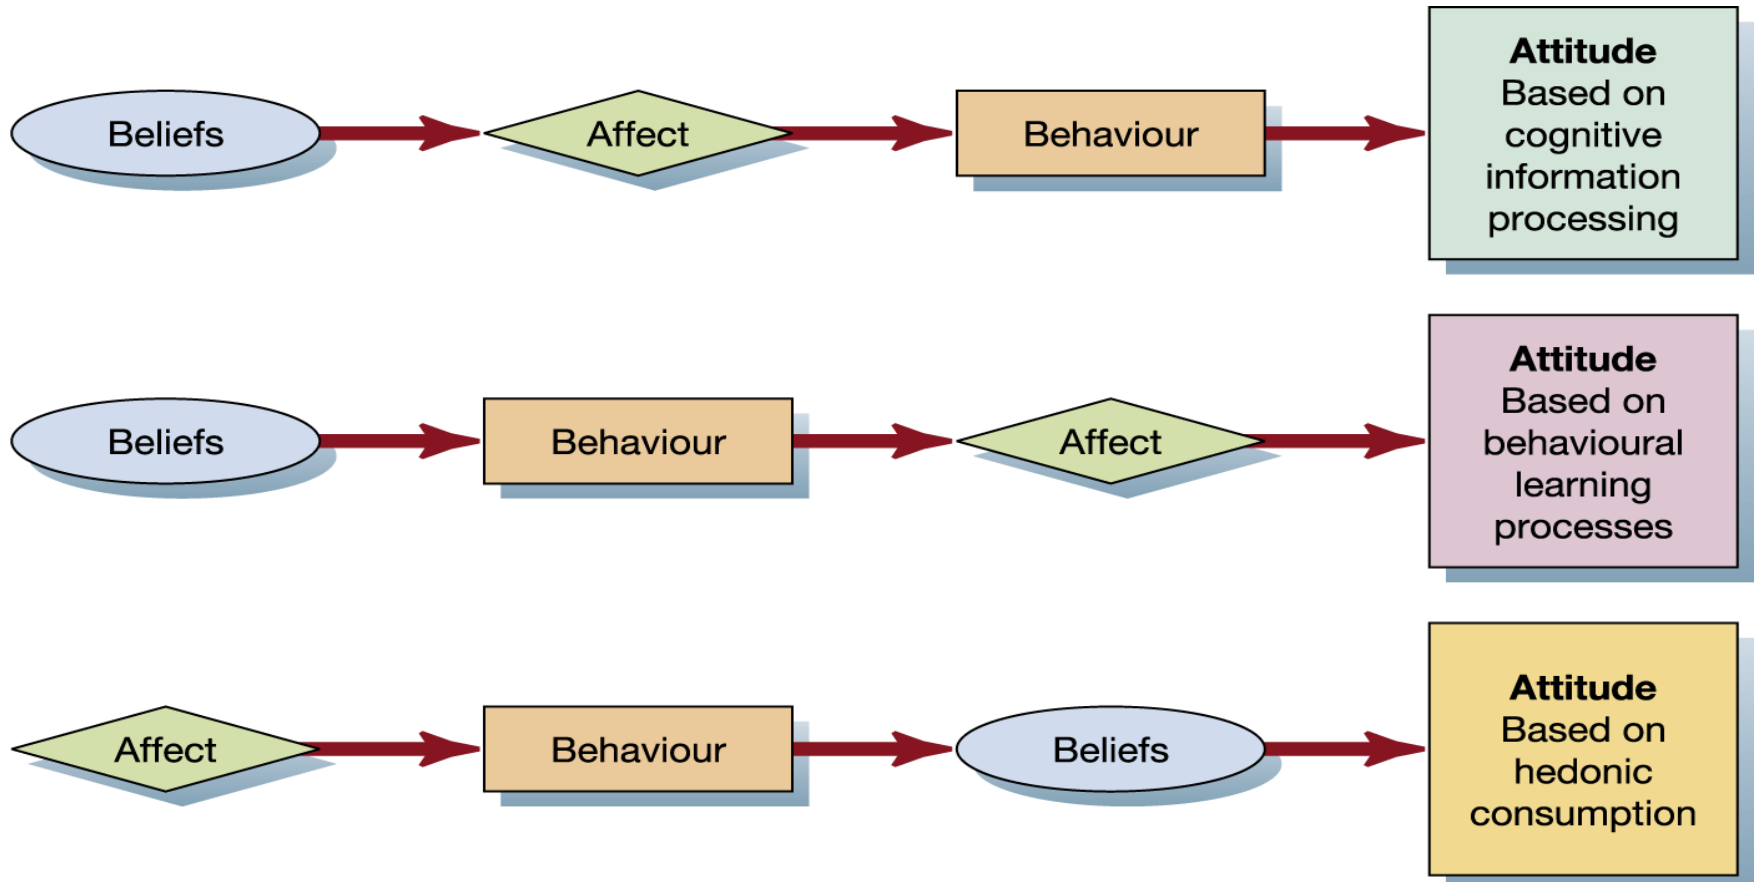 Beliefs
Affect
Behaviour
Attitude
Based on
cognitive
information
processing
Beliefs
Behaviour
Affect
Attitude
Based on
behavioural
learning
processes
Affect
Behaviour
Beliefs
Attitude
Based on
hedonic
consumption